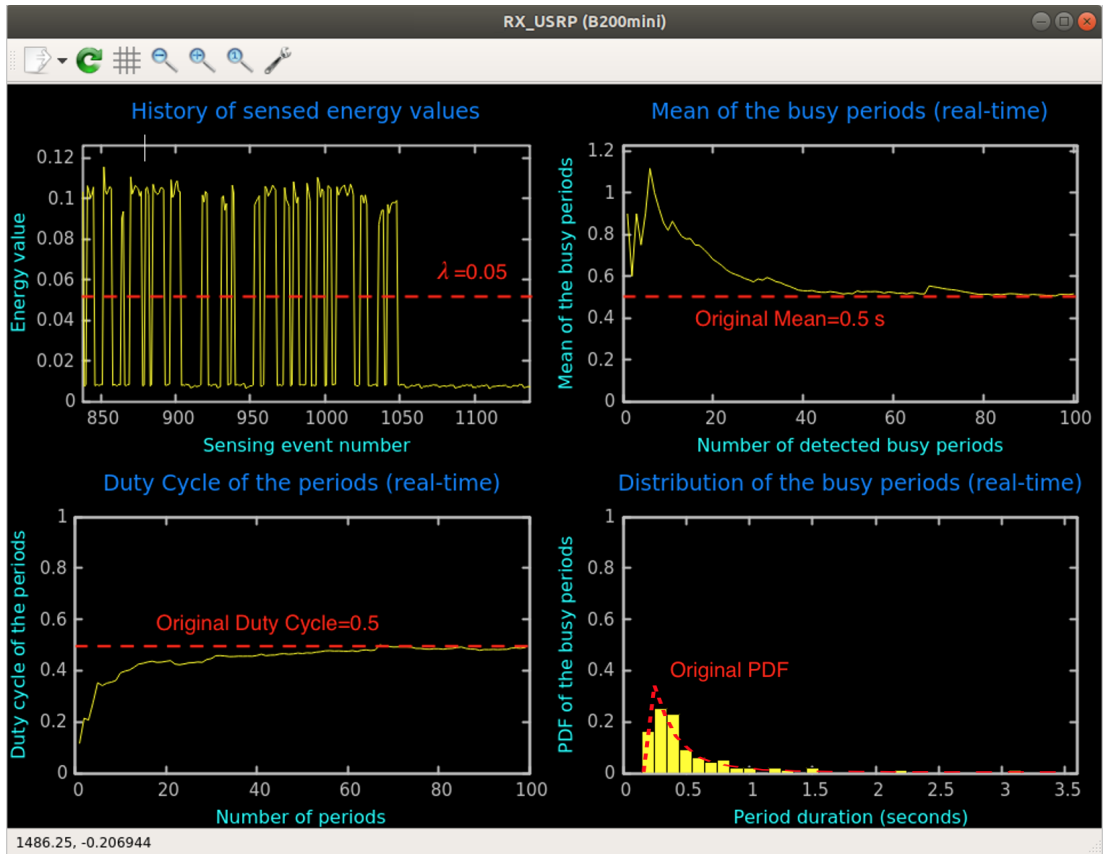 RX_USRP (B200mini)
History of sensed energy values
0.12
0.1
0.08
0.06
0.04
0.02
0
Energy value
λ =0.05
850 900 950 1000 1050 1100
Sensing event number
Mean of the busy periods (real-time)
1.2
1
0.8
0.6
0.4
0.2
0
Mean of the busy periods
Original Mean=0.5 s
0 20 40 60 80 100
Number of detected busy periods
Duty Cycle of the periods (real-time)
1
0.8
0.6
0.4
0.2
0
Duty cycle of the periods
Original Duty Cycle=0.5
0 20 40 60 80 100
Number of periods
Distribution of the busy periods (real-time)
1
0.8
0.6
0.4
0.2
0
PDF of the busy periods
Original PDF
0 0.5 1 1.5 2 2.5 3 3.5
Period duration (seconds)
1486.25, -0.206944